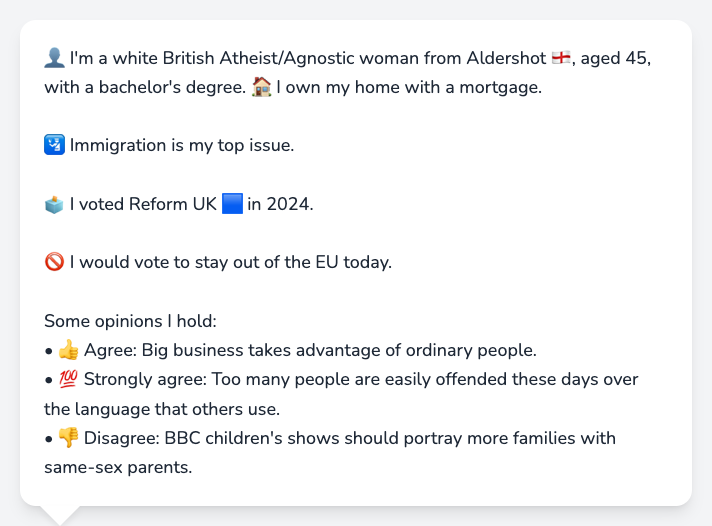 👤 I'm a white British Atheist/Agnostic woman from Aldershot 🏴󠁧󠁢󠁥󠁮󠁧󠁿, aged 45,
with a bachelor's degree. 🏠 I own my home with a mortgage.
🛂 Immigration is my top issue.
🗳️ I voted Reform UK 🟦 in 2024.
🚫 I would vote to stay out of the EU today.
Some opinions I hold:
• 👍 Agree: Big business takes advantage of ordinary people.
• 💯 Strongly agree: Too many people are easily offended these days over
the language that others use.
• 👎 Disagree: BBC children's shows should portray more families with
same-sex parents.